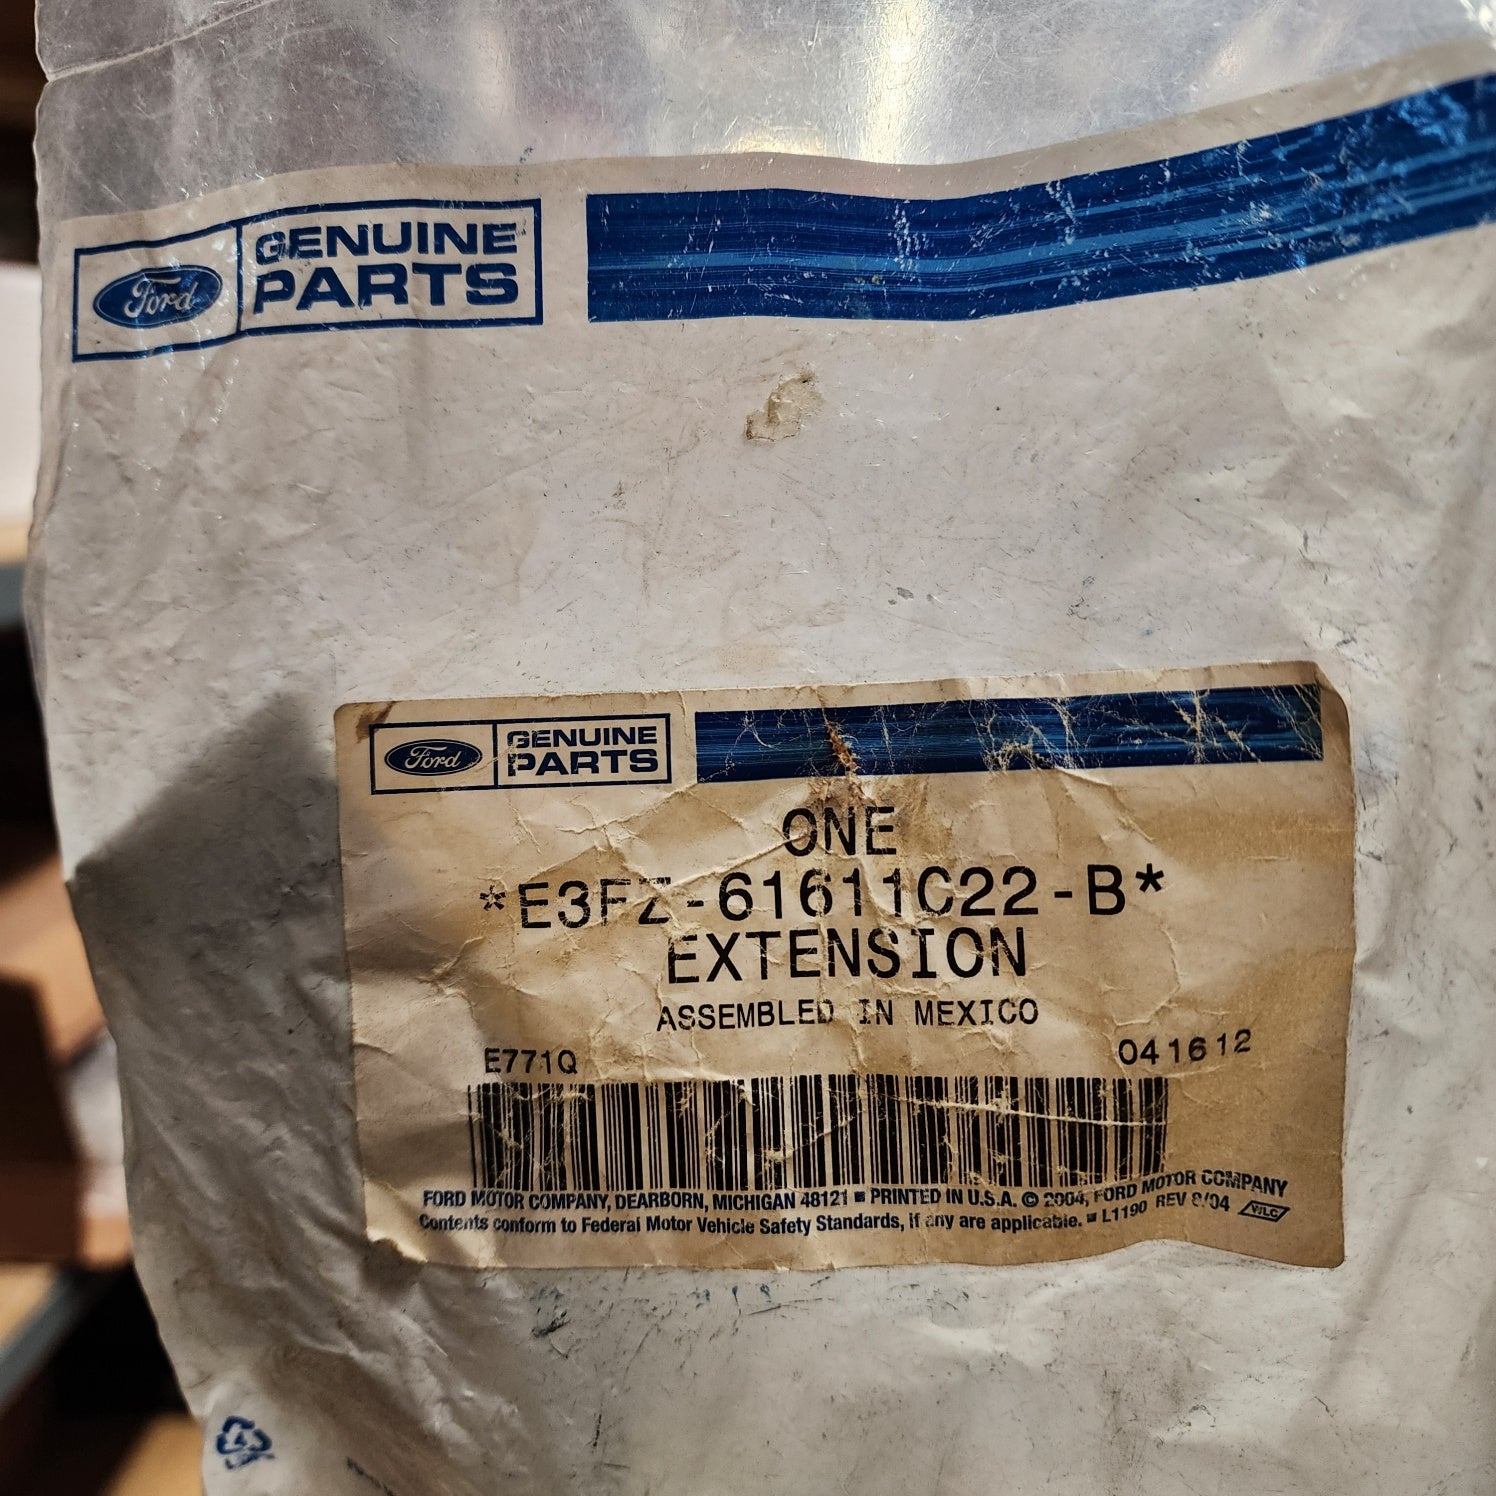 Ford GENUINE
PARTS
Ford GENUINE
PARTS
ONE
*E3FZ-61611C22-B*
EXTENSION
ASSEMBLED IN MEXICO
E771Q 041612
FORD MOTOR COMPANY, DEARBORN, MICHIGAN 48121 ■ PRINTED IN U.S.A. © 2004, FORD MOTOR COMPANY
Contents conform to Federal Motor Vehicle Safety Standards, if any are applicable. ■ L1190 REV 8/04 WLC
4